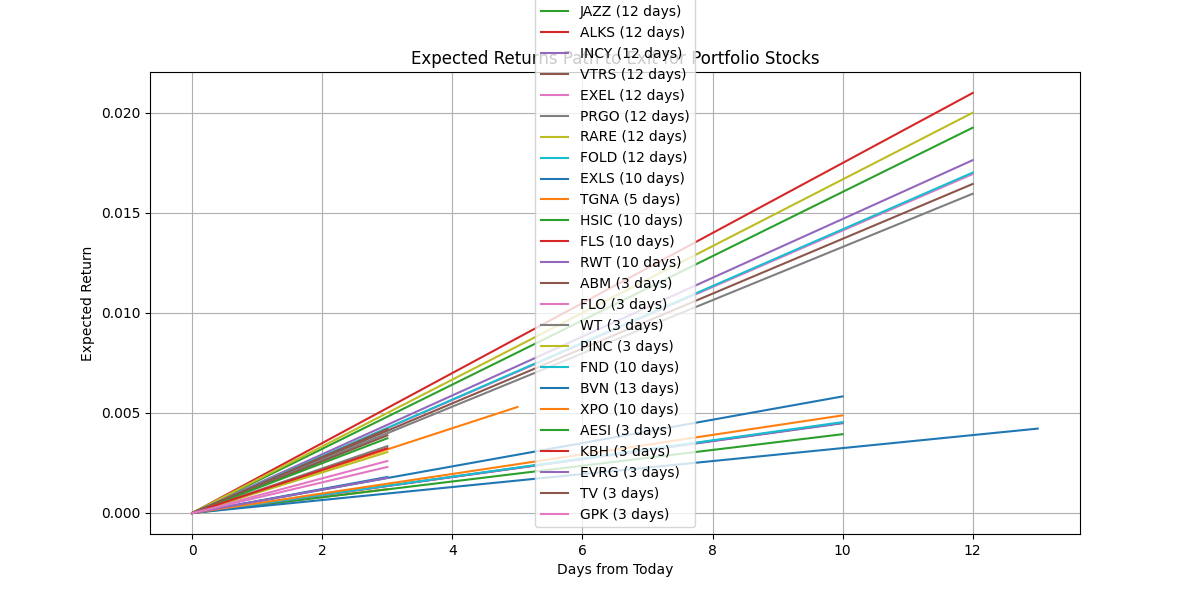 JAZZ (12 days)
ALKS (12 days)
INCY (12 days)
Expected Returns Path to Exit for Portfolio Stocks
VTRS (12 days)
EXEL (12 days)
PRGO (12 days)
RARE (12 days)
FOLD (12 days)
EXLS (10 days)
TGNA (5 days)
HSIC (10 days)
FLS (10 days)
RWT (10 days)
ABM (3 days)
FLO (3 days)
WT (3 days)
PINC (3 days)
FND (10 days)
BVN (13 days)
XPO (10 days)
AESI (3 days)
KBH (3 days)
EVRG (3 days)
TV (3 days)
GPK (3 days)
0.020
0.015
0.010
0.005
0.000
Expected Return
0 2 4 6 8 10 12
Days from Today